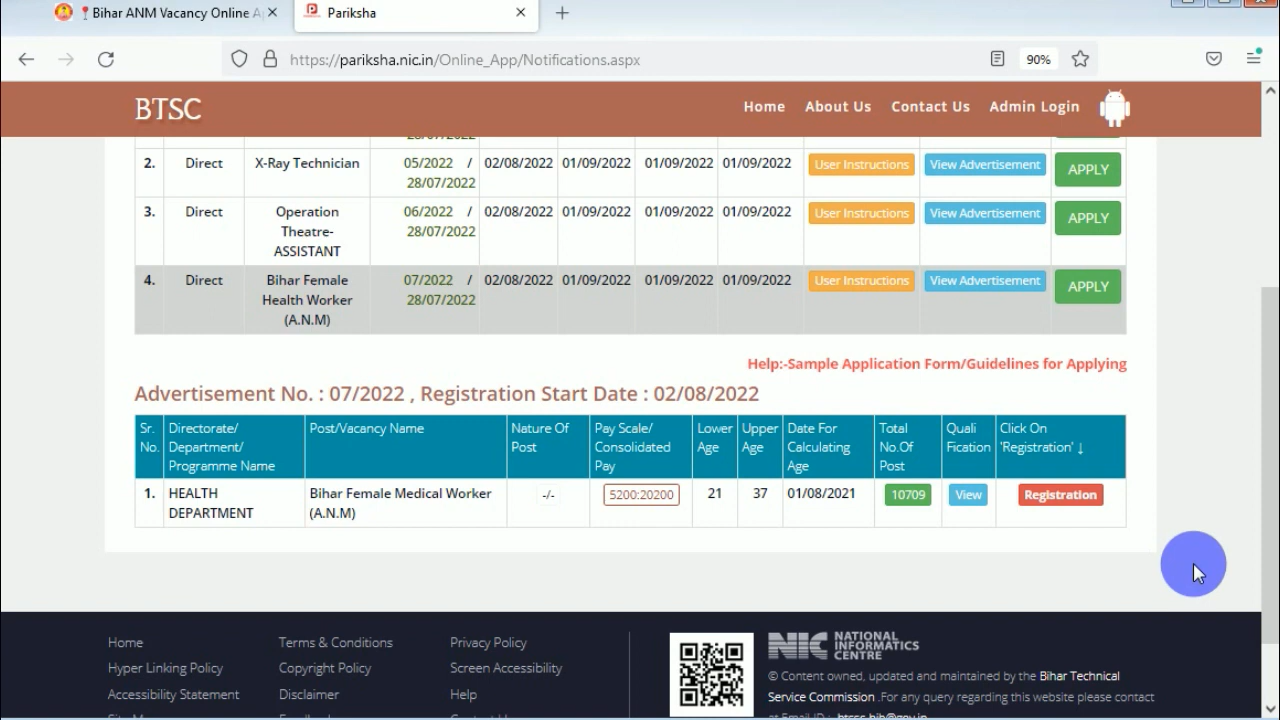 Bihar ANM Vacancy Online A
Pariksha
https://pariksha.nic.in/Online_App/Notifications.aspx
90%
BTSC
Home About Us Contact Us Admin Login
28/07/2022
2. Direct X-Ray Technician 05/2022 / 02/08/2022 01/09/2022 01/09/2022 01/09/2022 User Instructions View Advertisement APPLY
28/07/2022
3. Direct Operation 06/2022 / 02/08/2022 01/09/2022 01/09/2022 01/09/2022 User Instructions View Advertisement APPLY
Theatre- 28/07/2022
ASSISTANT
4. Direct Bihar Female 07/2022 / 02/08/2022 01/09/2022 01/09/2022 01/09/2022 User Instructions View Advertisement APPLY
Health Worker 28/07/2022
(A.N.M)
Help:-Sample Application Form/Guidelines for Applying
Advertisement No. : 07/2022 , Registration Start Date : 02/08/2022
Sr. Directorate/ Post/Vacancy Name Nature Of Pay Scale/ Lower Upper Date For Total Quali Click On
No. Department/ Post Consolidated Age Age Calculating No.Of Fication 'Registration' ↓
Programme Name Pay Age Post
1. HEALTH Bihar Female Medical Worker -/- 5200:20200 21 37 01/08/2021 10709 View Registration
DEPARTMENT (A.N.M)
Home Terms & Conditions Privacy Policy NIC NATIONAL
INFORMATICS
CENTRE
Hyper Linking Policy Copyright Policy Screen Accessibility © Content owned, updated and maintained by the Bihar Technical
Accessibility Statement Disclaimer Help Service Commission .For any query regarding this website please contact